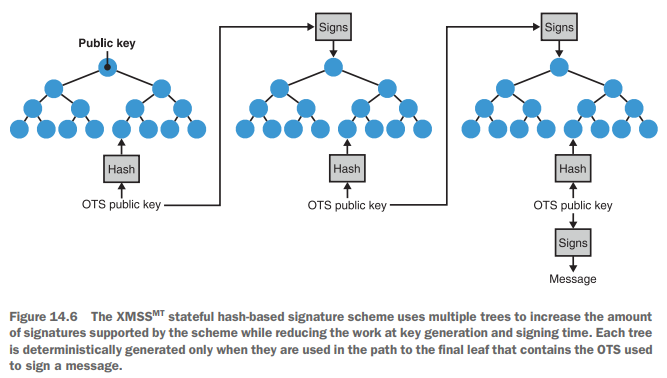 Public key
Signs
Signs
Hash
Hash
Hash
OTS public key
OTS public key
OTS public key
Signs
Message
Figure 14.6 The XMSSMT stateful hash-based signature scheme uses multiple trees to increase the amount
of signatures supported by the scheme while reducing the work at key generation and signing time. Each tree
is deterministically generated only when they are used in the path to the final leaf that contains the OTS used
to sign a message.